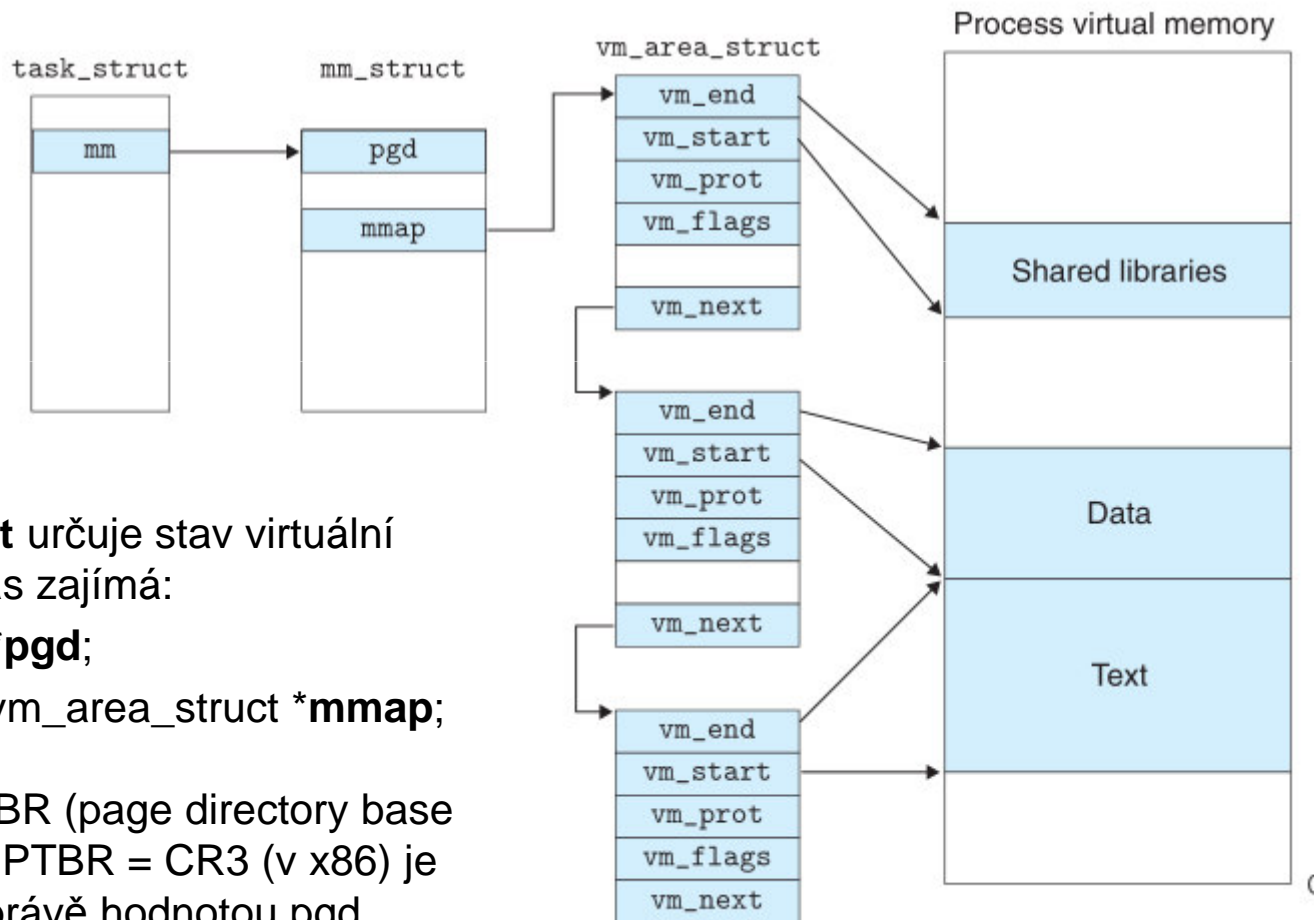 Process virtual memory
vm_area_struct
task_struct
mm_struct
mm
pgd
mmap
vm_end
vm_start
vm_prot
vm_flags
vm_next
vm_end
vm_start
vm_prot
vm_flags
vm_next
vm_end
vm_start
vm_prot
vm_flags
vm_next
Shared libraries
Data
Text
t určuje stav virtuální
s zajímá:
*pgd;
vm_area_struct *mmap;
BR (page directory base
PTBR = CR3 (v x86) je
právě hodnotou pgd